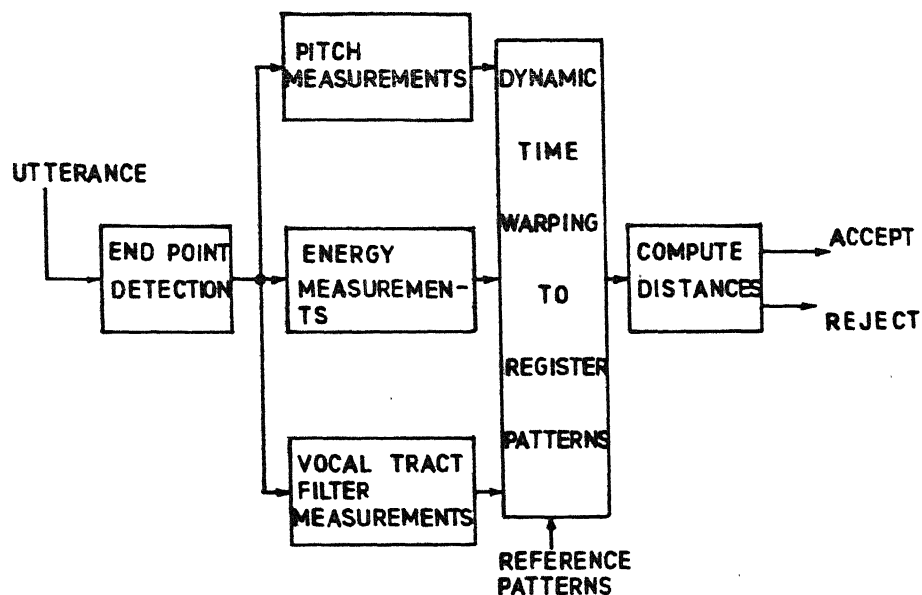 UTTERANCE
END POINT
DETECTION
PITCH
MEASUREMENTS
ENERGY
MEASUREMEN-
TS
VOCAL TRACT
FILTER
MEASUREMENTS
DYNAMIC
TIME
WARPING
TO
REGISTER
PATTERNS
REFERENCE
PATTERNS
COMPUTE
DISTANCES
ACCEPT
REJECT